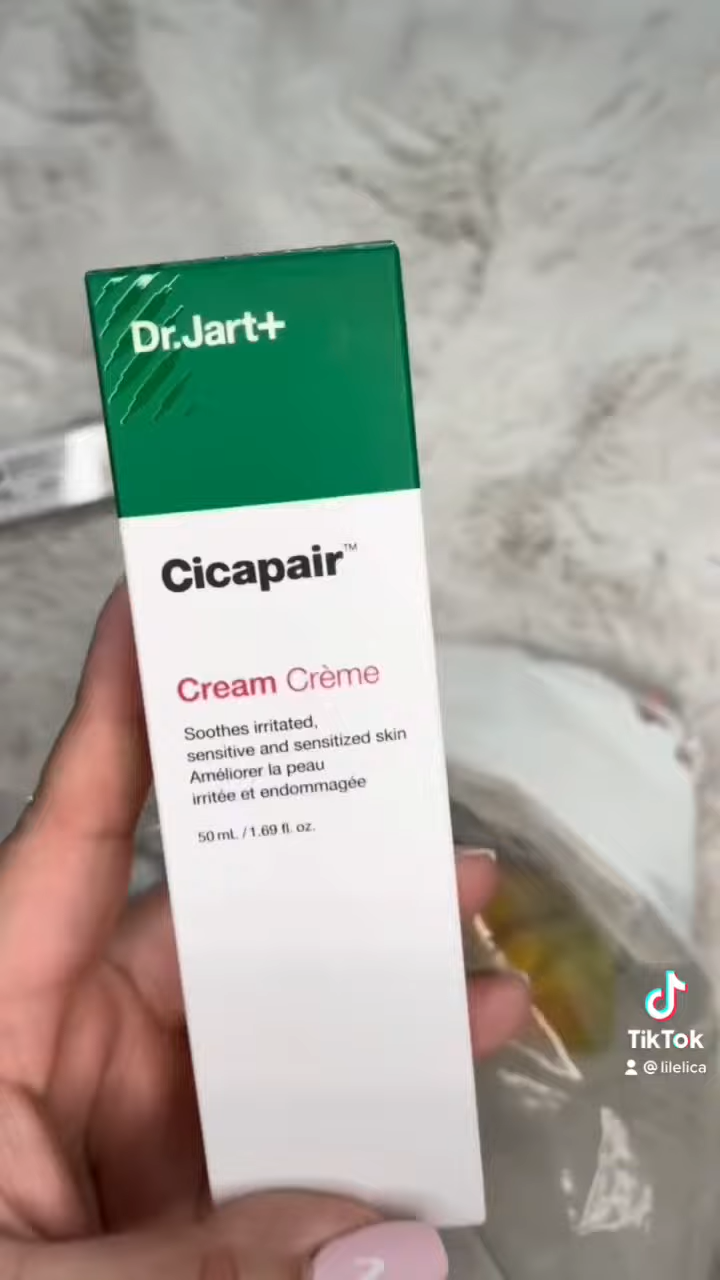 Dr.Jart+
Cicapair™
Cream Crème
Soothes irritated,
sensitive and sensitized skin
Améliorer la peau
irritée et endommagée
50 mL / 1.69 fl. oz.
TikTok
@lilelica